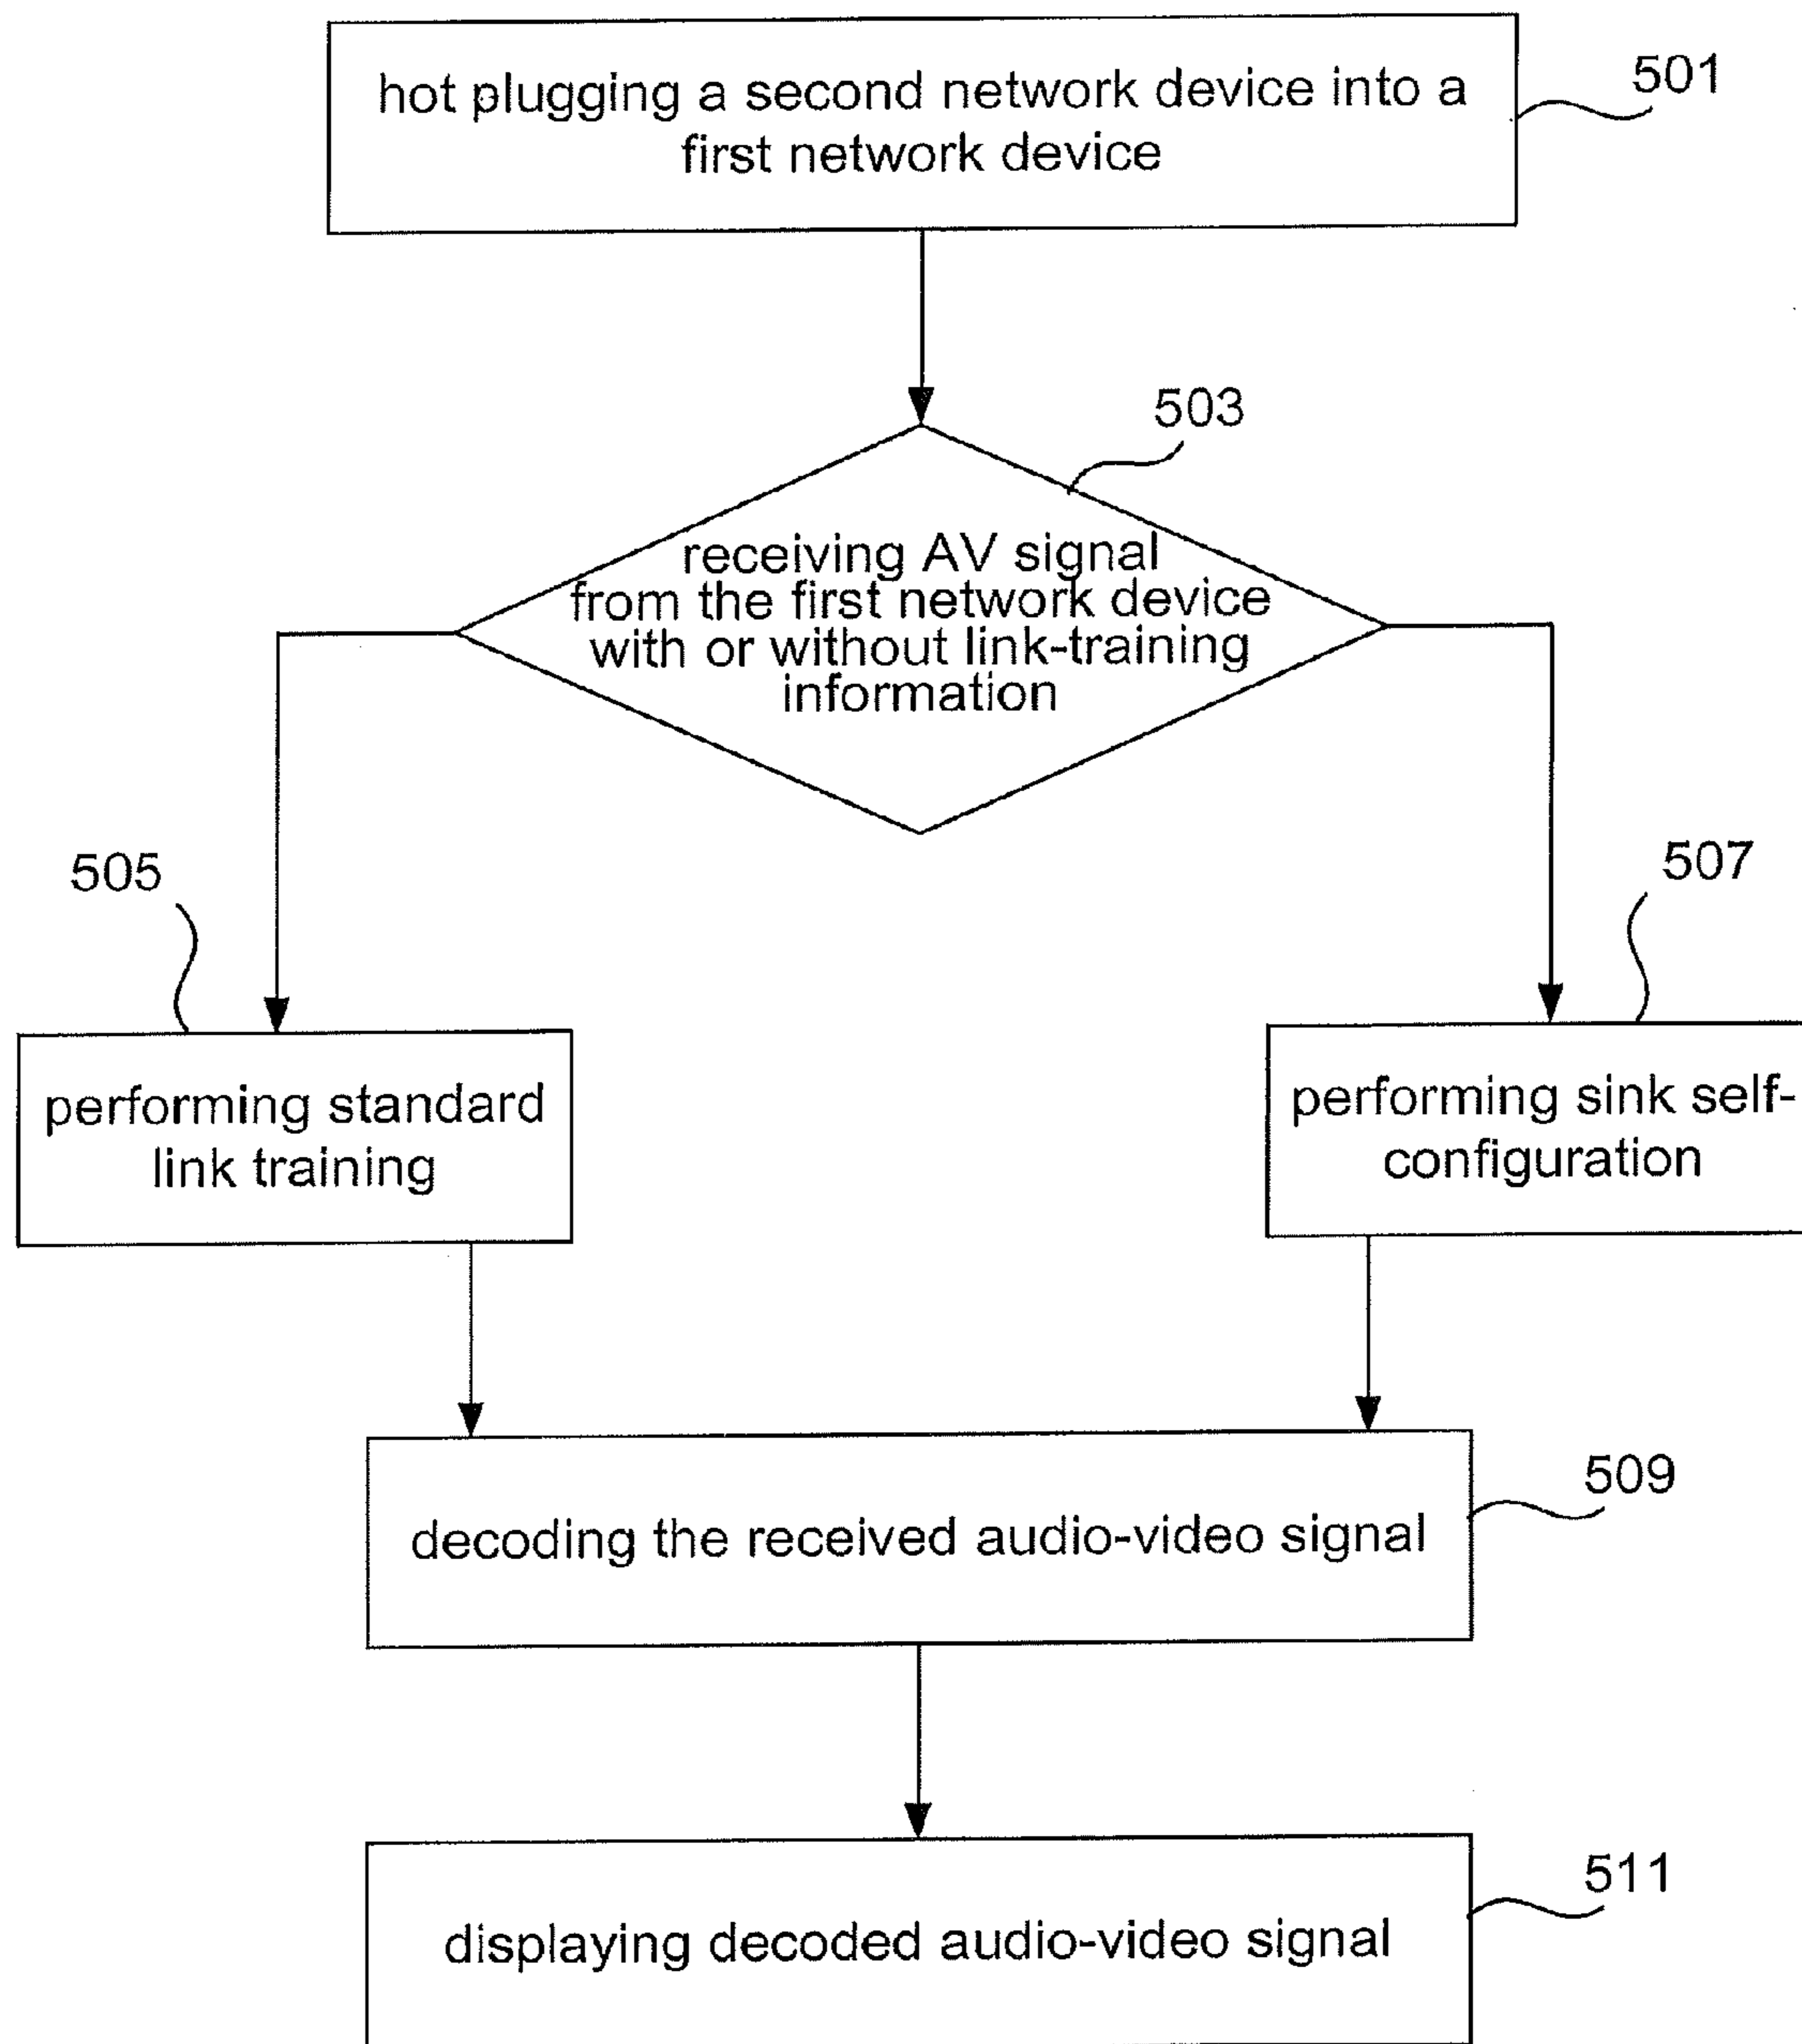 hot plugging a second network device into a
first network device
501
503
receiving AV signal
from the first network device
with or without link-training
information
505
507
performing standard
link training
performing sink self-
configuration
509
decoding the received audio-video signal
511
displaying decoded audio-video signal